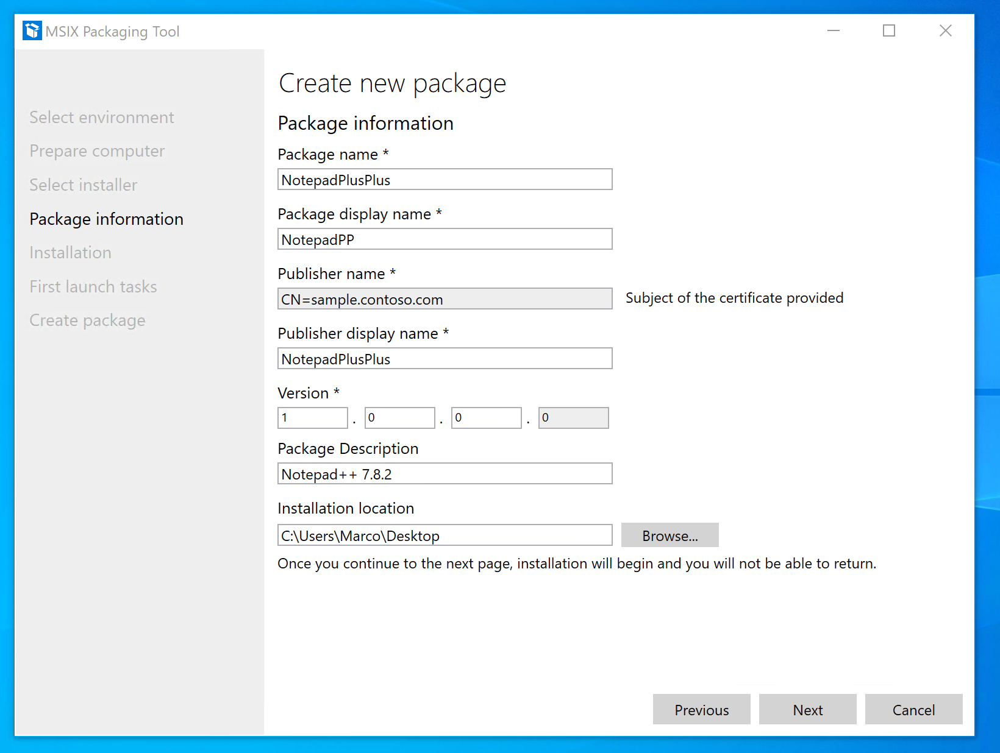 MSIX Packaging Tool
Select environment
Prepare computer
Select installer
Package information
Installation
First launch tasks
Create package
Create new package
Package information
Package name *
NotepadPlusPlus
Package display name *
NotepadPP
Publisher name *
CN=sample.contoso.com Subject of the certificate provided
Publisher display name *
NotepadPlusPlus
Version *
1 . 0 . 0 . 0
Package Description
Notepad++ 7.8.2
Installation location
C:\Users\Marco\Desktop Browse...
Once you continue to the next page, installation will begin and you will not be able to return.
Previous Next Cancel